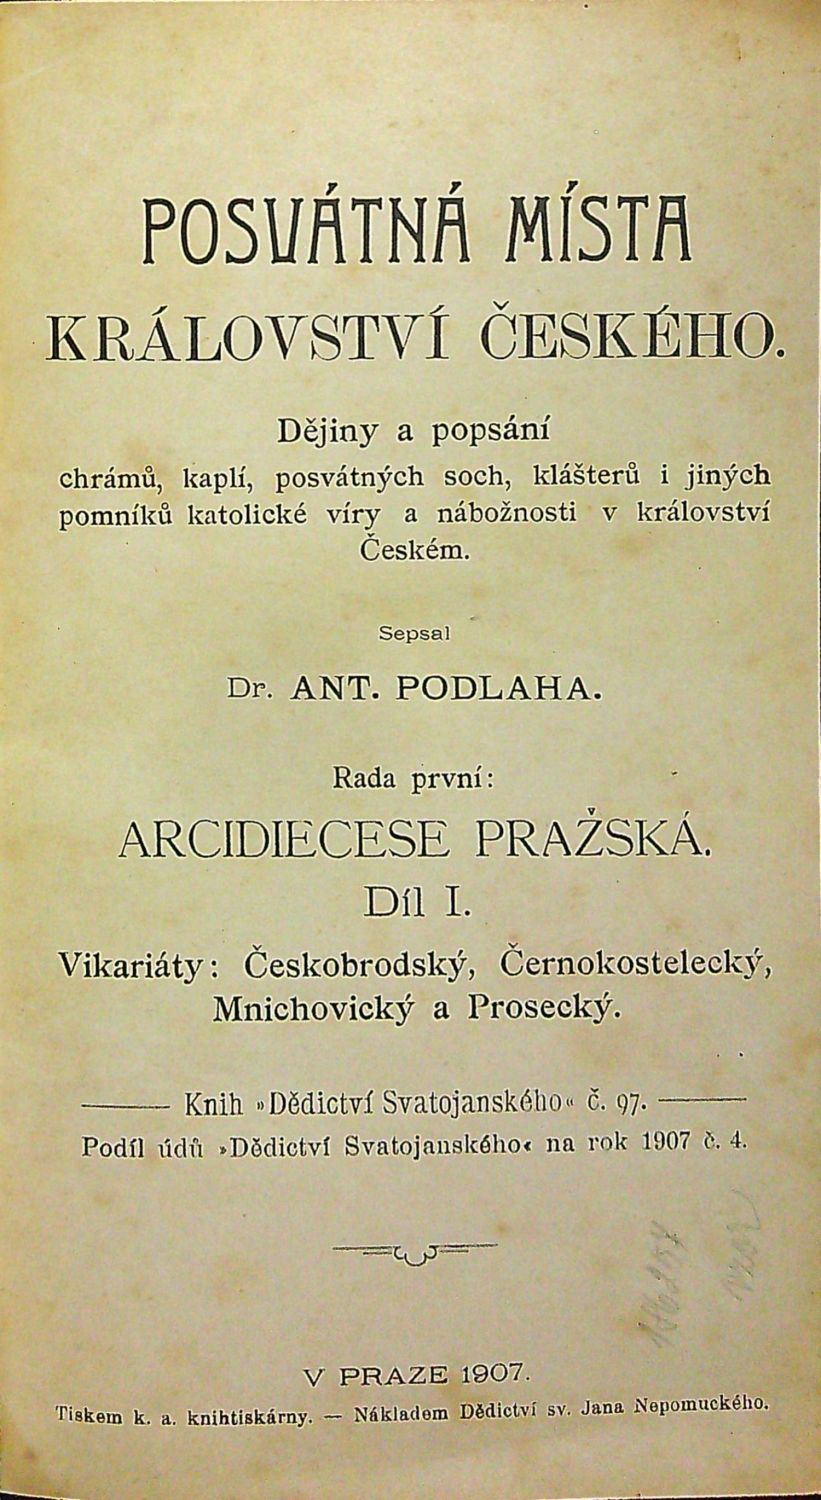 POSVÁTNÁ MÍSTA
KRÁLOVSTVÍ ČESKÉHO.
Dějiny a popsání
chrámů, kaplí, posvátných soch, klášterů i jiných
pomníků katolické víry a nábožnosti v království
Českém.
Sepsal
Dr. ANT. PODLAHA.
Rada první:
ARCIDIECESE PRAŽSKÁ.
Díl I.
Vikariáty: Českobrodský, Černokostelecký,
Mnichovický a Prosecký.
Knih »Dědictví Svatojanského« č. 97.
Podíl údů »Dědictví Svatojanského« na rok 1907 č. 4.
V PRAZE 1907.
Tiskem k. a. knihtiskárny. — Nákladem Dědictví sv. Jana Nepomuckého.